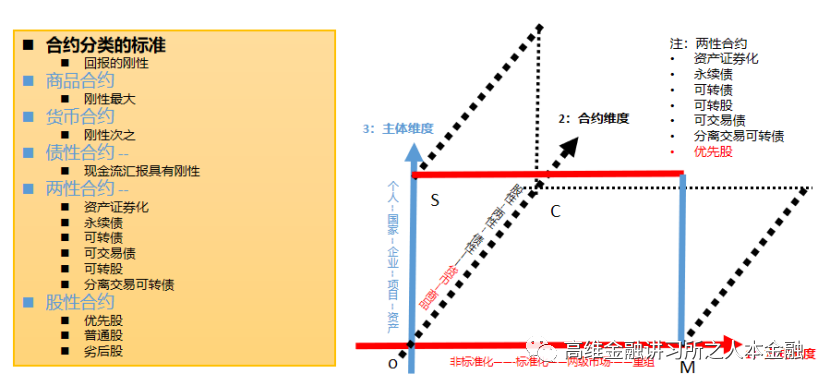 合约分类的标准
回报的刚性
商品合约
刚性最大
货币合约
刚性次之
债性合约 --
现金流汇报具有刚性
两性合约 --
资产证券化
永续债
可转债
可交易债
可转股
分离交易可转债
股性合约
优先股
普通股
劣后股
3：主体维度
2：合约维度
个人--国家--企业--项目--资产
股性--两性--债性——货币--商品
S
C
O
M
非标准化——标准化——两级市场——重组
度
高维金融讲习所之人本金融
注：两性合约
资产证券化
永续债
可转债
可转股
可交易债
分离交易可转债
优先股